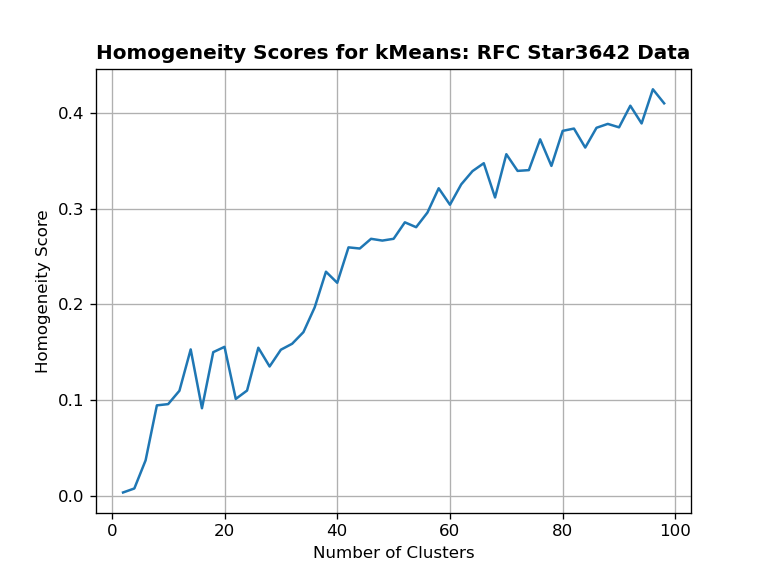 Homogeneity Scores for kMeans: RFC Star3642 Data
Homogeneity Score
0.4
0.3
0.2
0.1
0.0
0 20 40 60 80 100
Number of Clusters